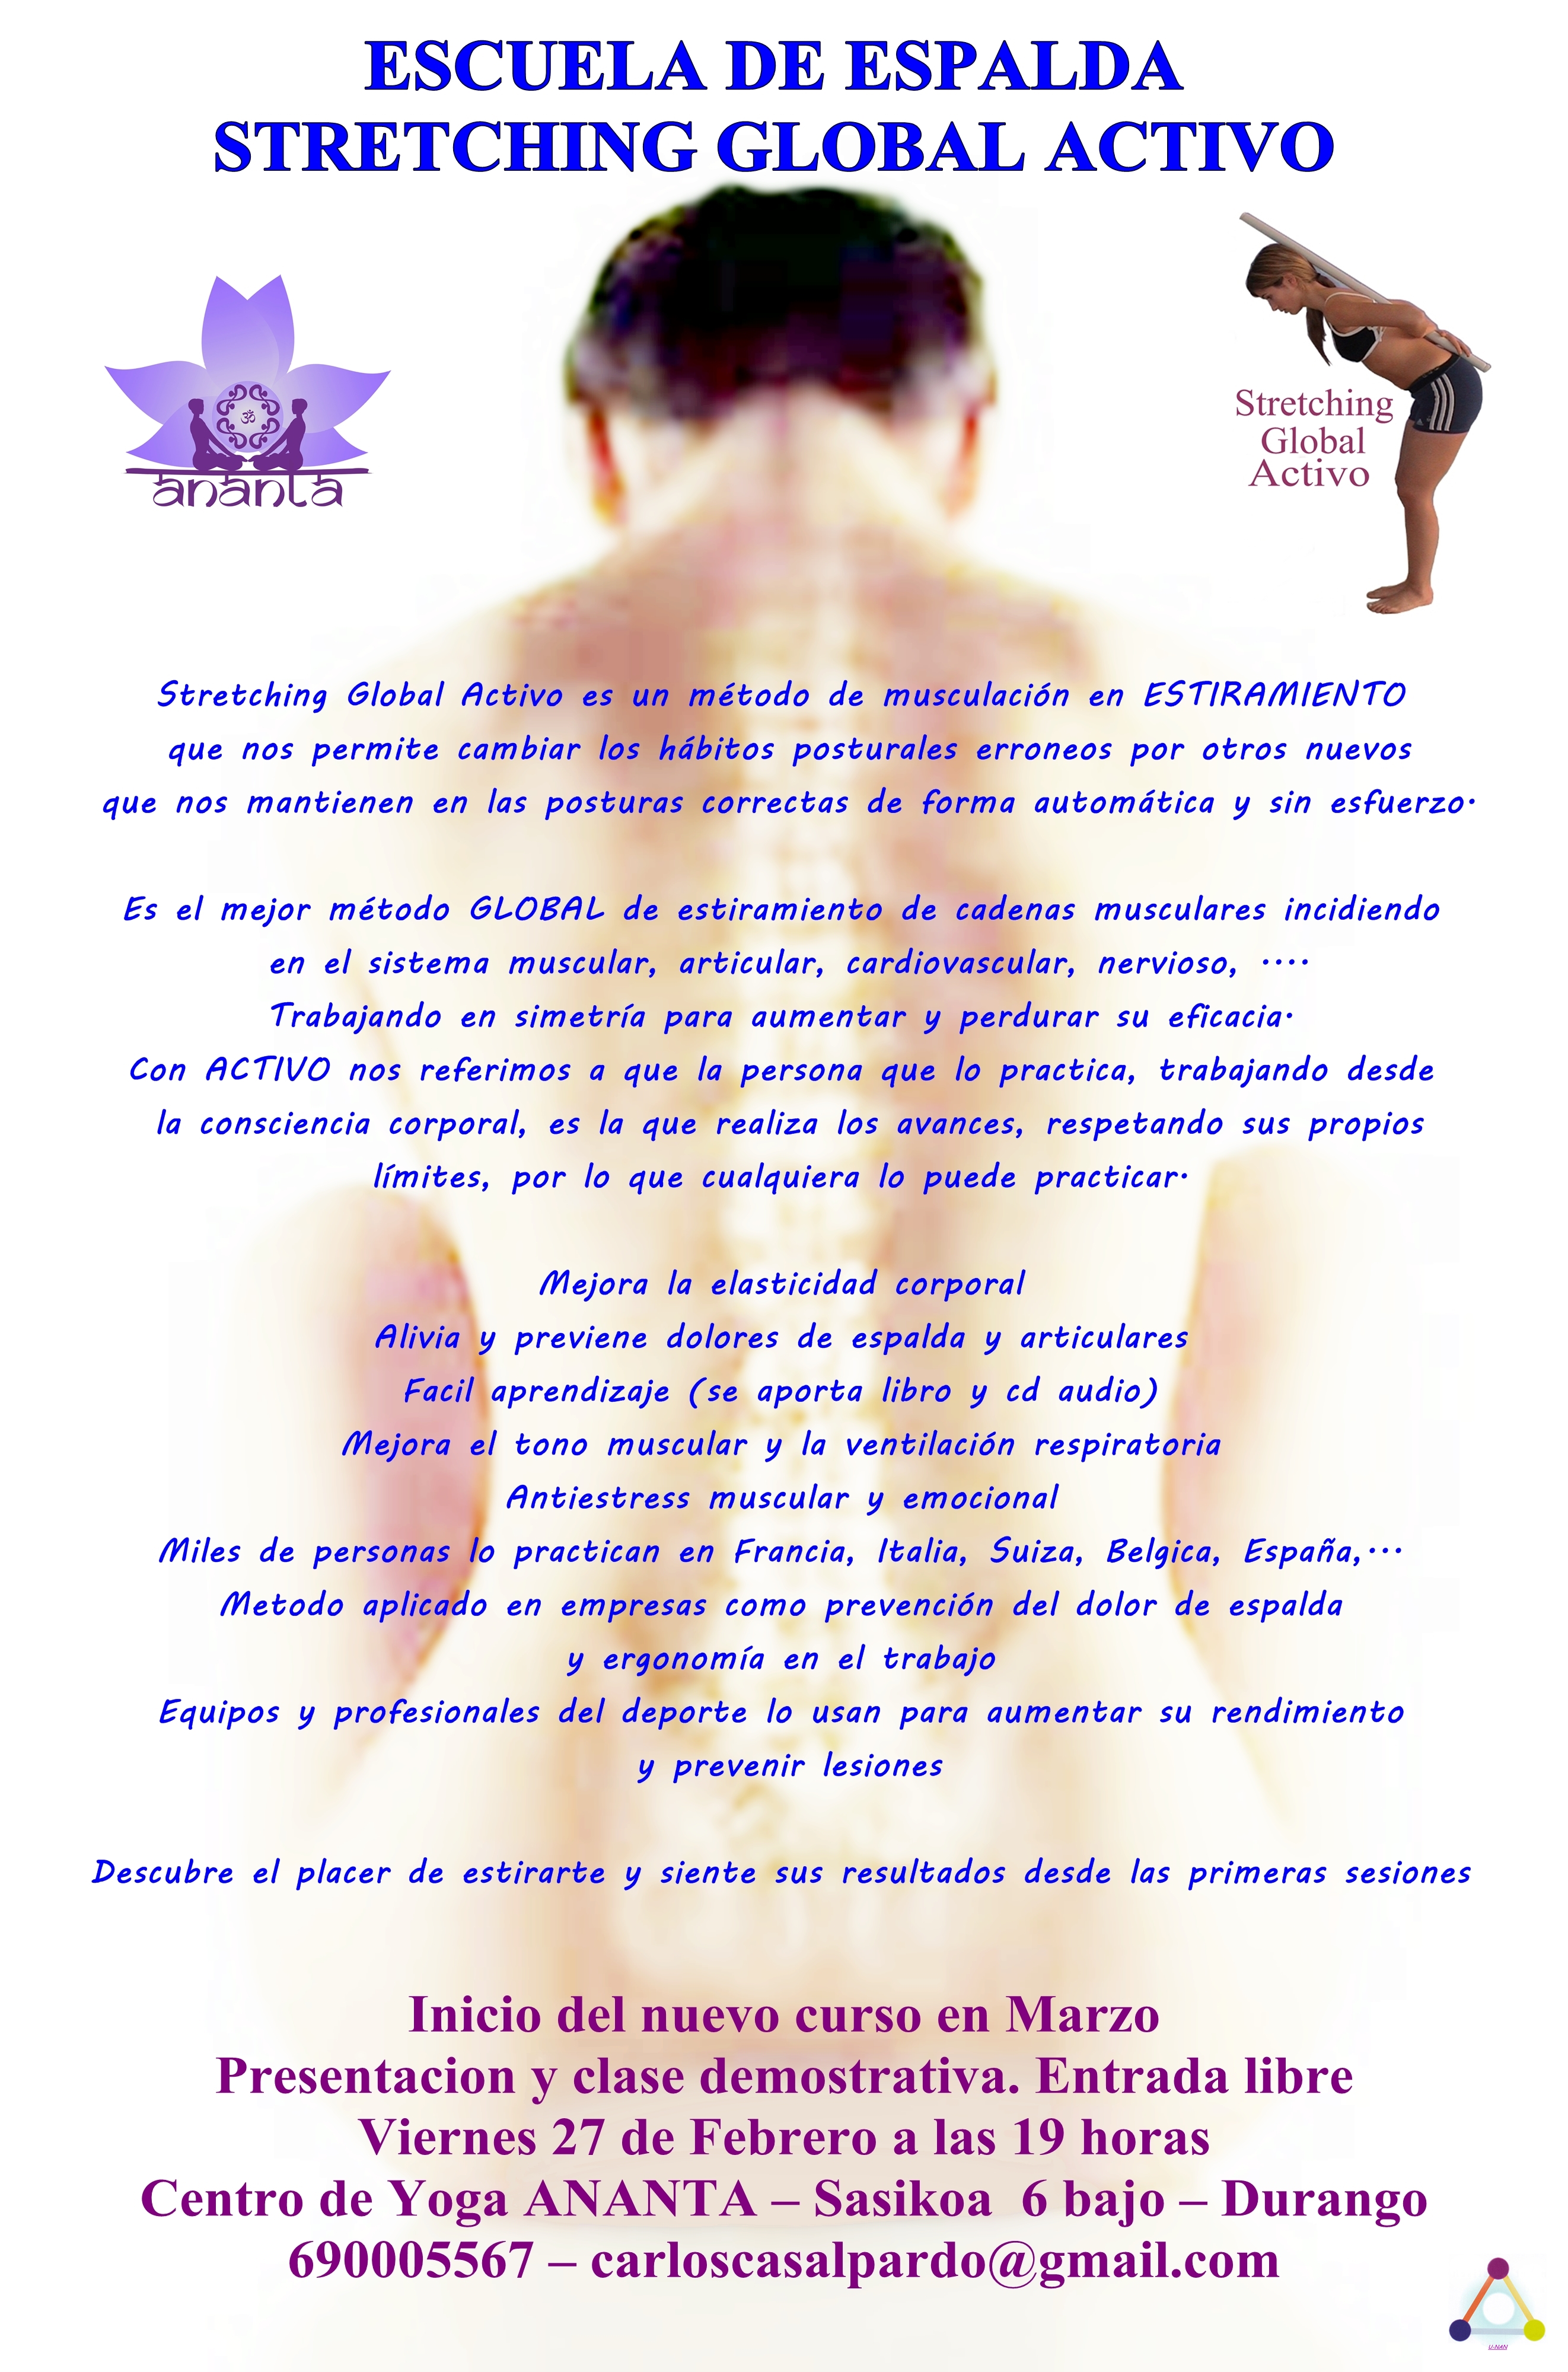 ESCUELA DE ESPALDA
STRETCHING GLOBAL ACTIVO
ananta
Stretching
Global
Activo
Stretching Global Activo es un método de musculación en ESTIRAMIENTO
que nos permite cambiar los hábitos posturales erroneos por otros nuevos
que nos mantienen en las posturas correctas de forma automática y sin esfuerzo.
Es el mejor método GLOBAL de estiramiento de cadenas musculares incidiendo
en el sistema muscular, articular, cardiovascular, nervioso, ....
Trabajando en simetría para aumentar y perdurar su eficacia.
Con ACTIVO nos referimos a que la persona que lo practica, trabajando desde
la consciencia corporal, es la que realiza los avances, respetando sus propios
límites, por lo que cualquiera lo puede practicar.
Mejora la elasticidad corporal
Alivia y previene dolores de espalda y articulares
Facil aprendizaje (se aporta libro y cd audio)
Mejora el tono muscular y la ventilación respiratoria
Antiestress muscular y emocional
Miles de personas lo practican en Francia, Italia, Suiza, Belgica, España,...
Metodo aplicado en empresas como prevención del dolor de espalda
y ergonomía en el trabajo
Equipos y profesionales del deporte lo usan para aumentar su rendimiento
y prevenir lesiones
Descubre el placer de estirarte y siente sus resultados desde las primeras sesiones
Inicio del nuevo curso en Marzo
Presentacion y clase demostrativa. Entrada libre
Viernes 27 de Febrero a las 19 horas
Centro de Yoga ANANTA – Sasikoa 6 bajo – Durango
690005567 – carloscasalpardo@gmail.com